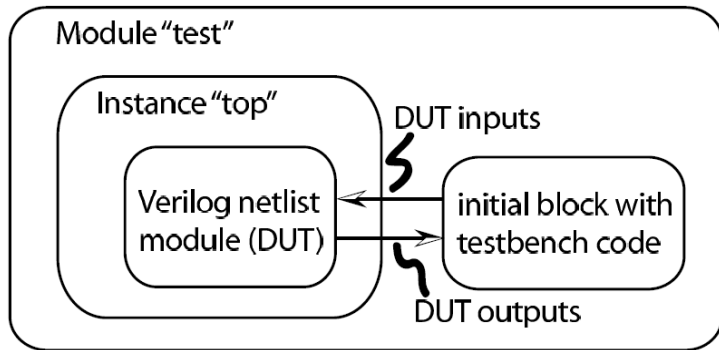 Module “test”
Instance “top”
DUT inputs
Verilog netlist
module (DUT)
initial block with
testbench code
DUT outputs